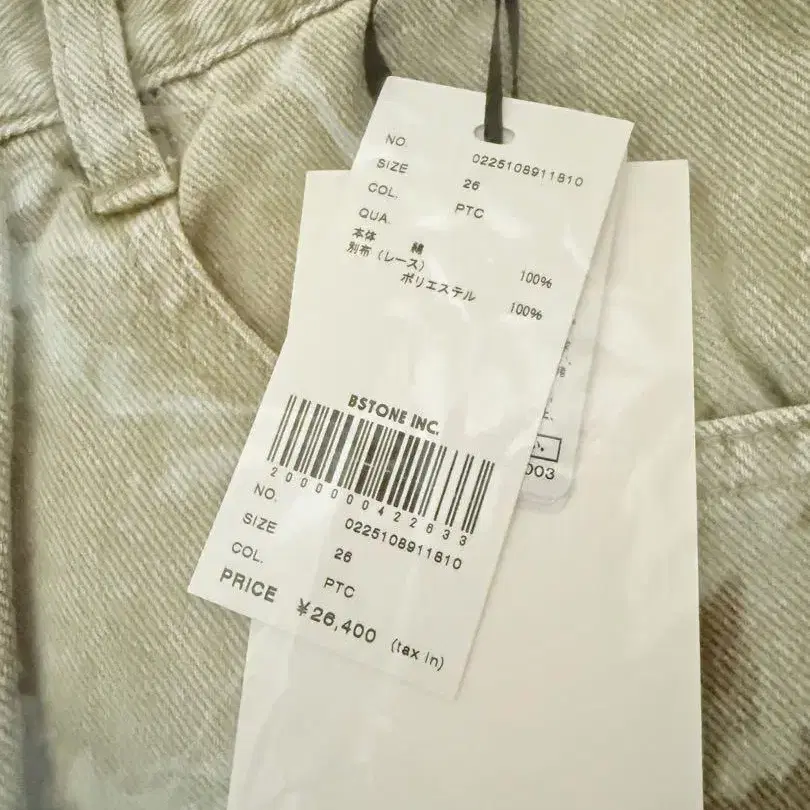 NO. 0225108911810
SIZE 26
COL. PTC
QUA.
本体 綿 100%
別布(レース)
ポリエステル 100%
BSTONE INC.
2000000422633
NO. 0225108911810
SIZE 26
COL. PTC
PRICE ¥26,400 (tax in)
003